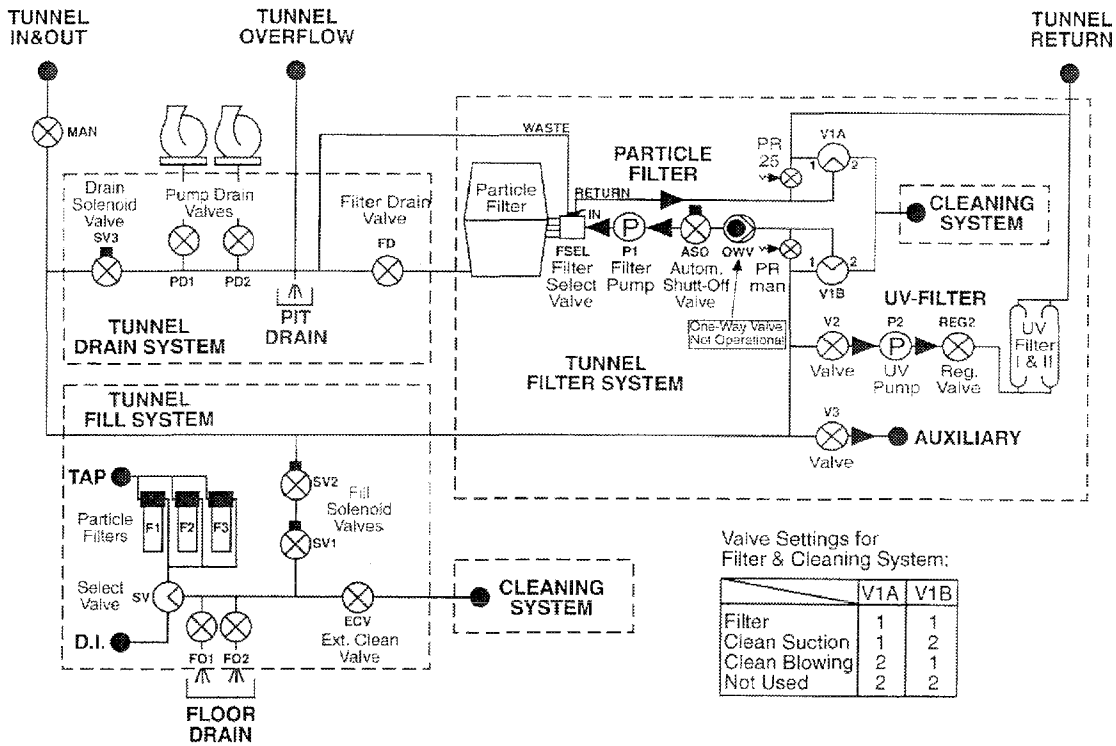 TUNNEL
IN&OUT
TUNNEL
OVERFLOW
TUNNEL
RETURN
MAN
WASTE
PARTICLE
FILTER
PR
25
V1A
1
2
Drain
Solenoid
Valve
SV3
Pump Drain
Valves
Filter Drain
Valve
FD
Particle
Filter
RETURN
IN
CLEANING
SYSTEM
PD1
PD2
FSEL
Filter
Select
Valve
P
P1
Filter
Pump
ASO
Autom.
Shutt-Off
Valve
OWV
PR
man
1
2
V1B
PIT
DRAIN
TUNNEL
DRAIN SYSTEM
One-Way Valve
Not Operational
UV-FILTER
V2
Valve
P2
P
UV
Pump
REG2
Reg.
Valve
UV
Filter
I & II
TUNNEL
FILTER SYSTEM
TUNNEL
FILL SYSTEM
V3
Valve
AUXILIARY
TAP
SV2
Fill
Solenoid
Valves
SV1
Particle
Filters
F1
F2
F3
Select
Valve
SV
D.I.
FO1
FO2
ECV
Ext. Clean
Valve
CLEANING
SYSTEM
FLOOR
DRAIN
Valve Settings for
Filter & Cleaning System:
V1A V1B
Filter 1 1
Clean Suction 1 2
Clean Blowing 2 1
Not Used 2 2